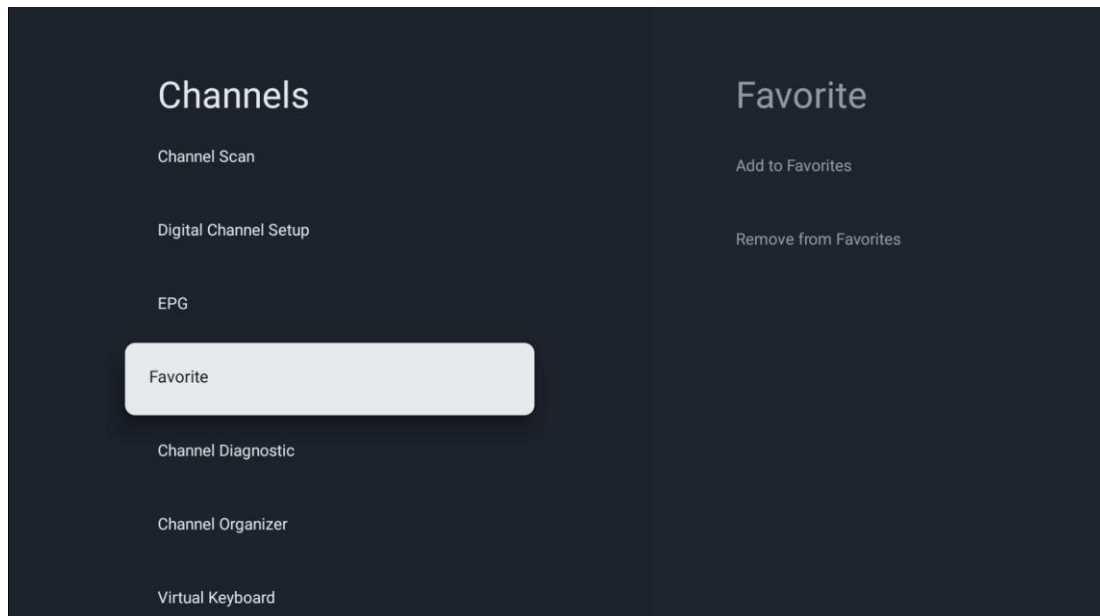 Channels
Channel Scan
Digital Channel Setup
EPG
Favorite
Channel Diagnostic
Channel Organizer
Virtual Keyboard
Favorite
Add to Favorites
Remove from Favorites